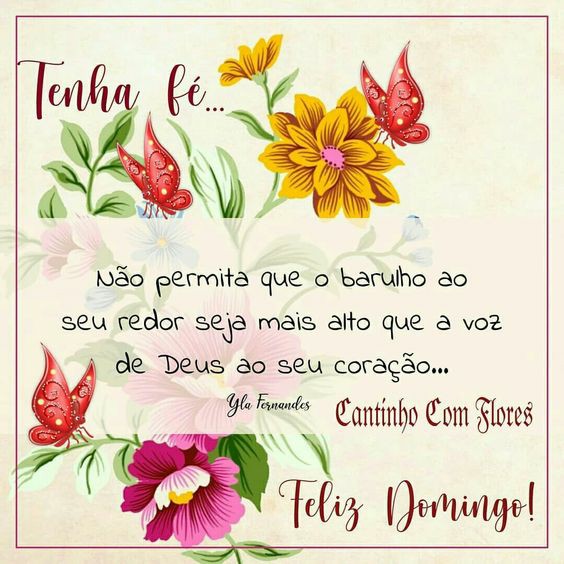 Tenha fé...
Não permita que o barulho ao
seu redor seja mais alto que a voz
de Deus ao seu coração...
Yla Fernandes
Cantinho Com Flores
Feliz Domingo!